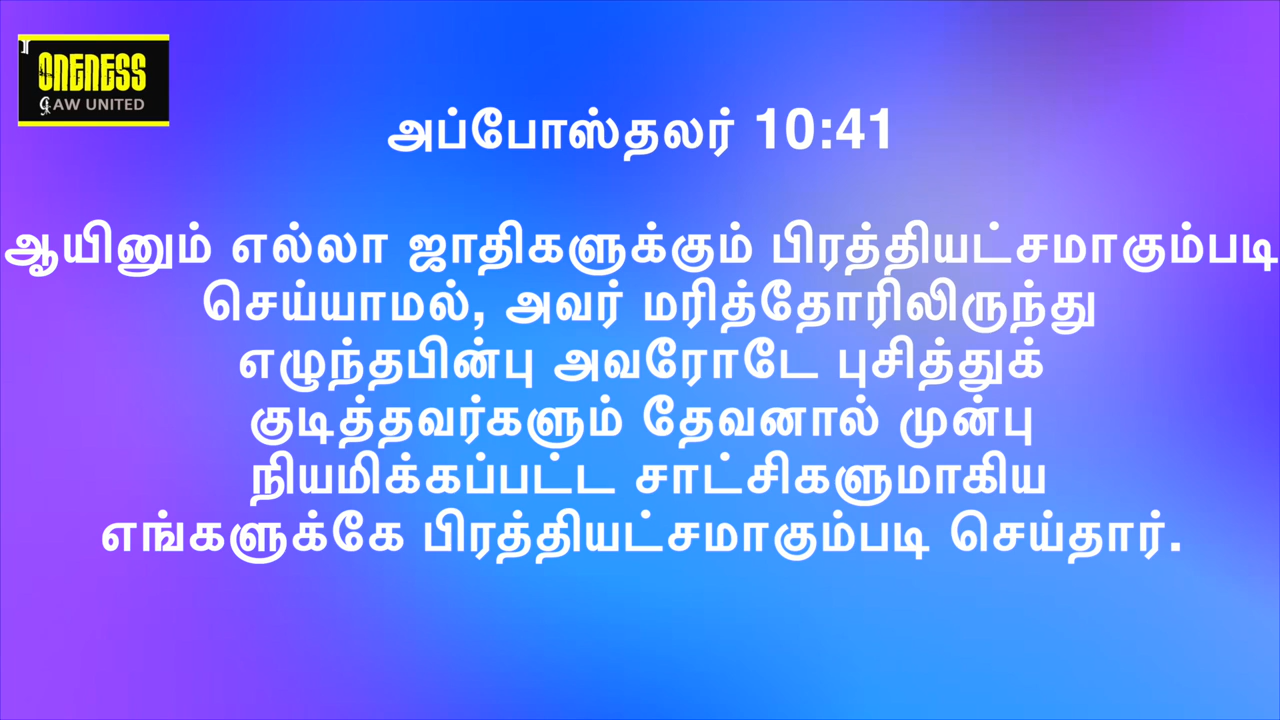 ONENESS
LAW UNITED
அப்போஸ்தலர் 10:41
ஆயினும் எல்லா ஜாதிகளுக்கும் பிரத்தியட்சமாகும்படி
செய்யாமல், அவர் மரித்தோரிலிருந்து
எழுந்தபின்பு அவரோடே புசித்துக்
குடித்தவர்களும் தேவனால் முன்பு
நியமிக்கப்பட்ட சாட்சிகளுமாகிய
எங்களுக்கே பிரத்தியட்சமாகும்படி செய்தார்.